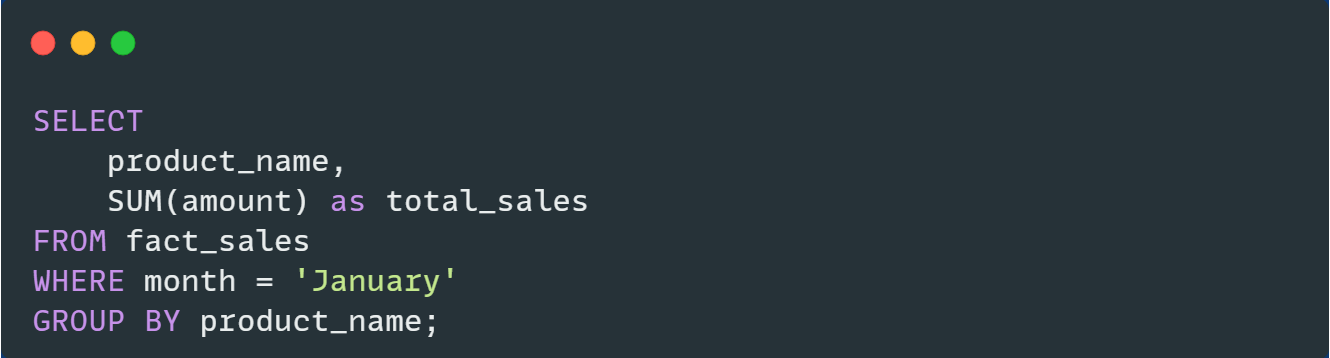 SELECT
    product_name,
    SUM(amount) as total_sales
FROM fact_sales
WHERE month = 'January'
GROUP BY product_name;